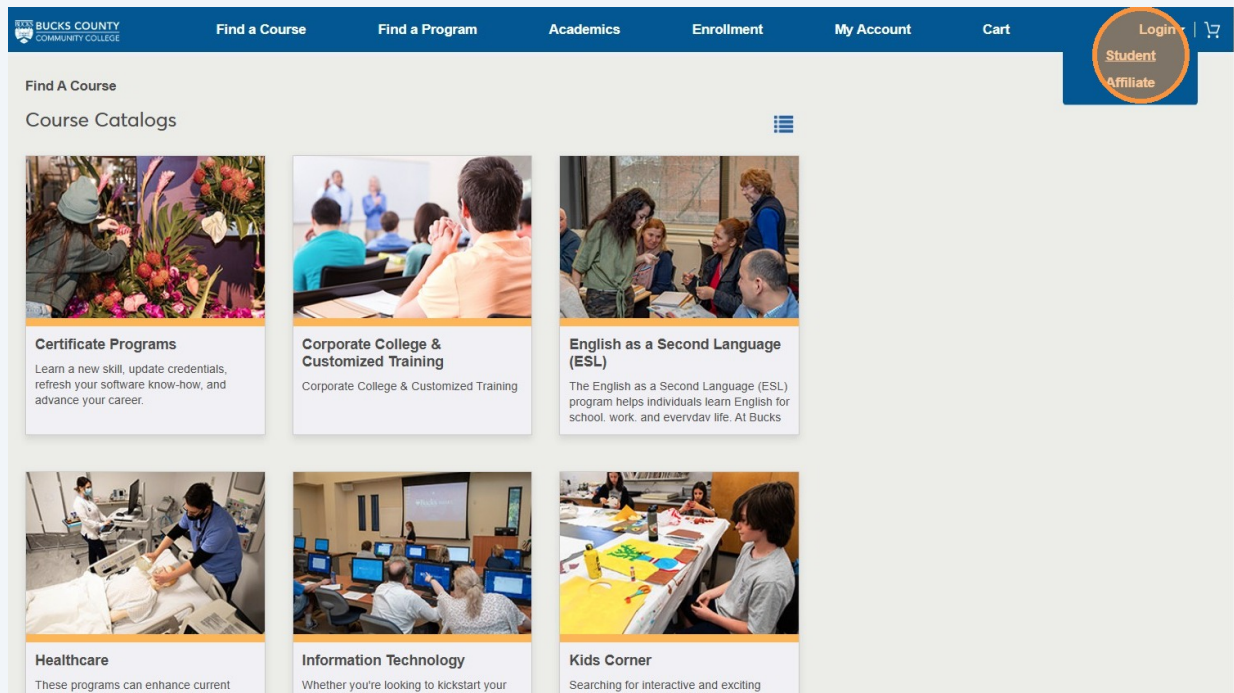 BUCKS COUNTY
COMMUNITY COLLEGE
Find a Course
Find a Program
Academics
Enrollment
My Account
Cart
Login
Student
Affiliate
Find A Course
Course Catalogs
Certificate Programs
Learn a new skill, update credentials,
refresh your software know-how, and
advance your career.
Corporate College &
Customized Training
Corporate College & Customized Training
English as a Second Language
(ESL)
The English as a Second Language (ESL)
program helps individuals learn English for
school, work, and everyday life. At Bucks
Healthcare
These programs can enhance current
Information Technology
Whether you're looking to kickstart your
Kids Corner
Searching for interactive and exciting